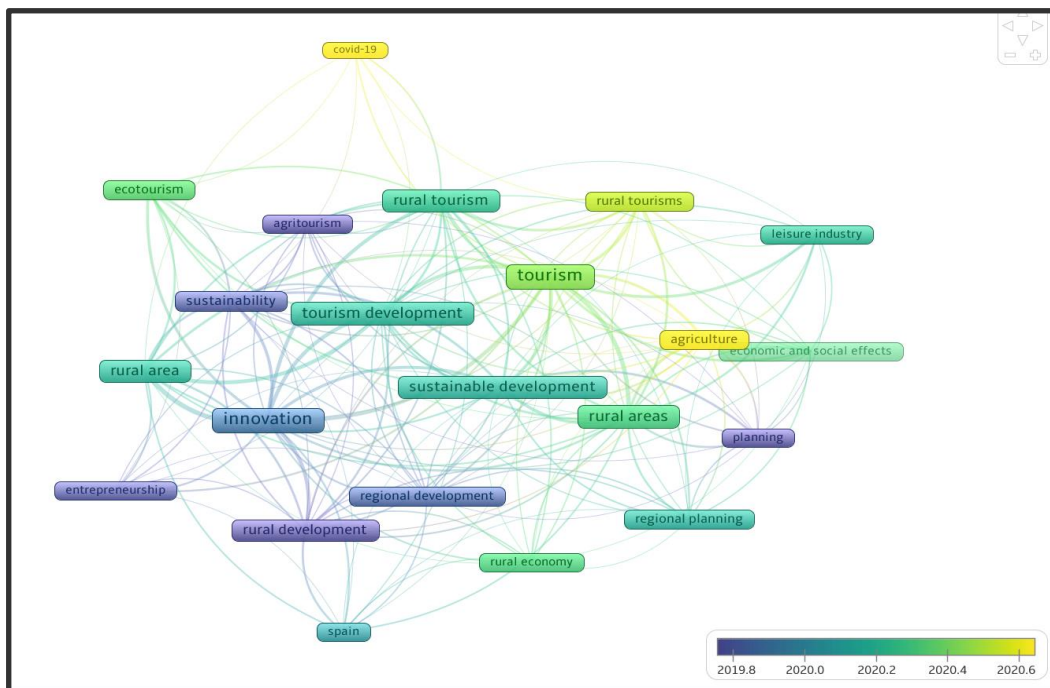 covid-19
ecotourism
rural tourism
rural tourisms
agritourism
leisure industry
tourism
sustainability
tourism development
agriculture
economic and social effects
rural area
sustainable development
innovation
rural areas
planning
entrepreneurship
regional development
regional planning
rural development
rural economy
spain
2019.8 2020.0 2020.2 2020.4 2020.6